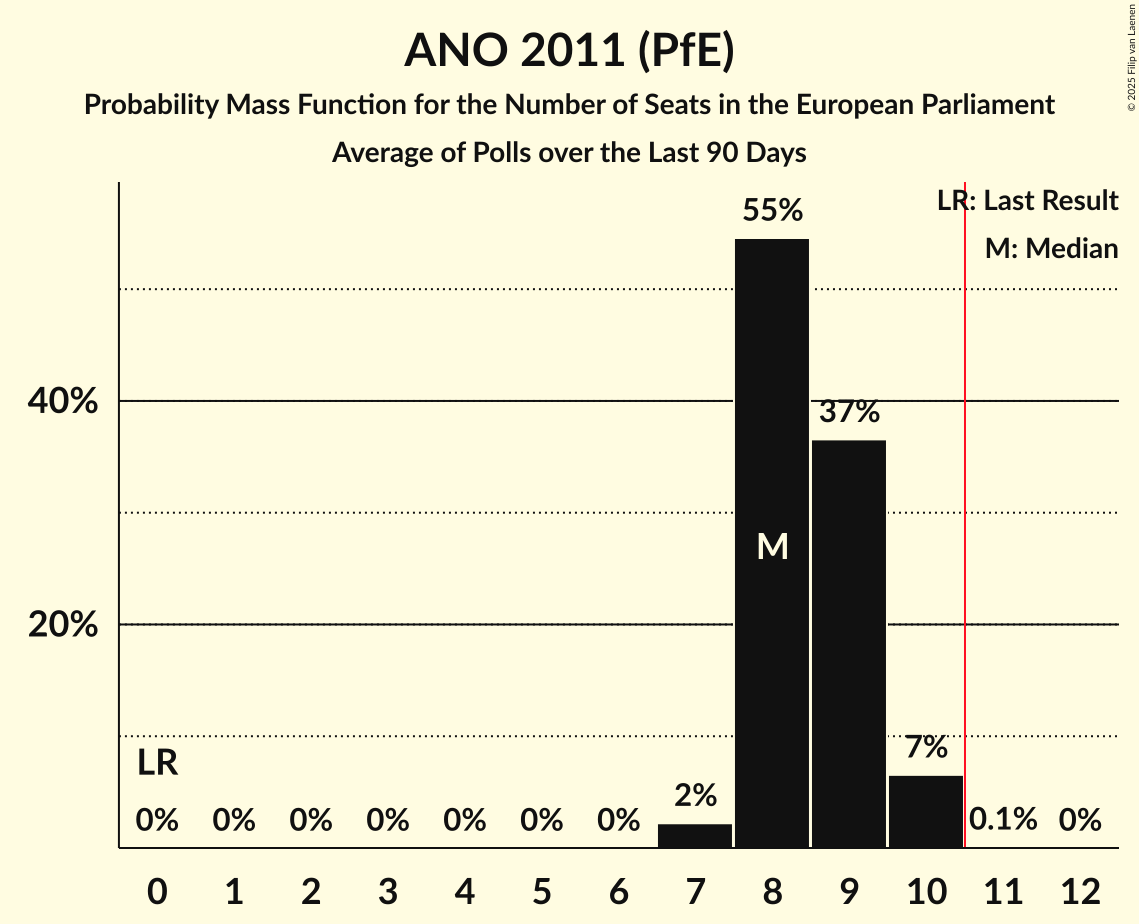 ANO 2011 (PfE)
Probability Mass Function for the Number of Seats in the European Parliament
Average of Polls over the Last 90 Days
© 2025 Filip van Laenen
LR: Last Result
M: Median
55%
40%
37%
M
20%
LR
7%
2%
0% 0% 0% 0% 0% 0% 0% 0.1% 0%
0 1 2 3 4 5 6 7 8 9 10 11 12